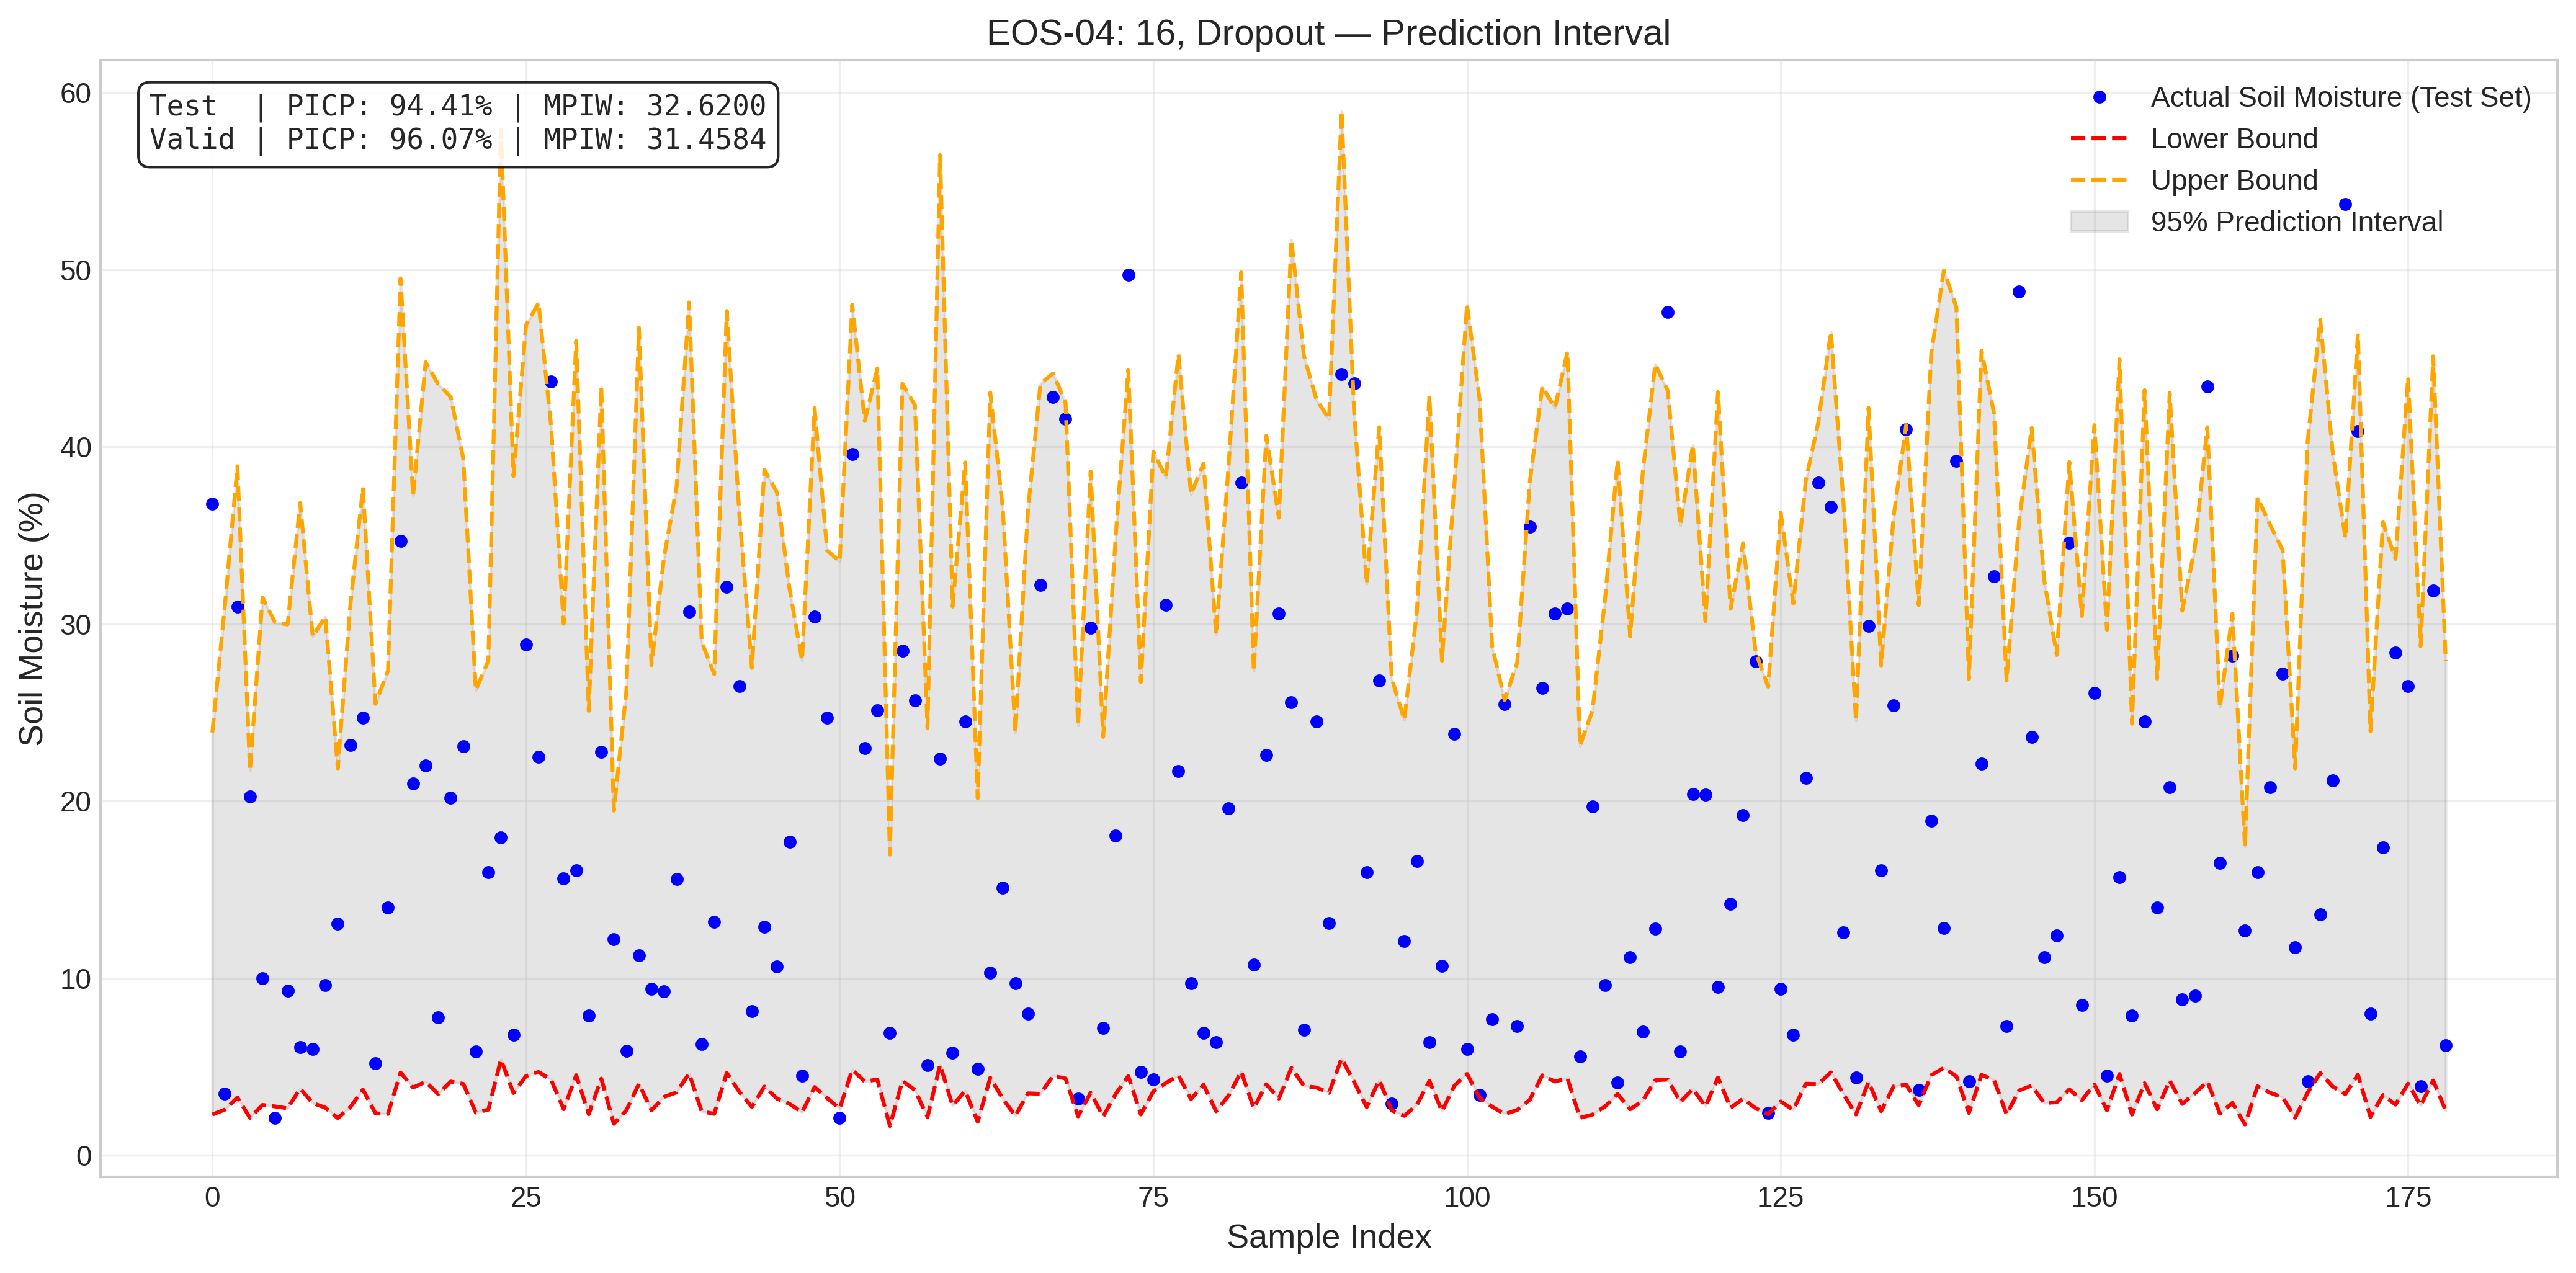 EOS-04: 16, Dropout — Prediction Interval
Test | PICP: 94.41% | MPIW: 32.6200
Valid | PICP: 96.07% | MPIW: 31.4584
Actual Soil Moisture (Test Set)
Lower Bound
Upper Bound
95% Prediction Interval
Soil Moisture (%)
60
50
40
30
20
10
0
0 25 50 75 100 125 150 175
Sample Index